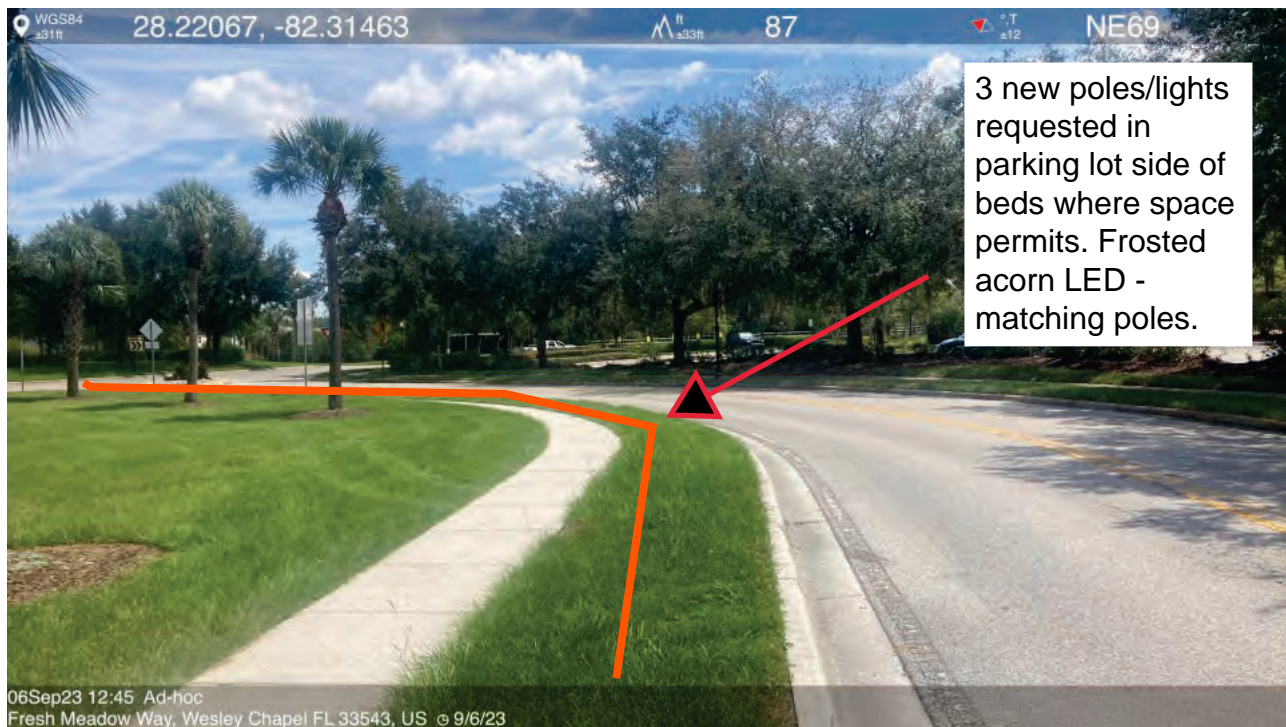 WGS84
±31ft
28.22067, -82.31463
ft
±33ft
87
°,T
±12
NE69
3 new poles/lights
requested in
parking lot side of
beds where space
permits. Frosted
acorn LED -
matching poles.
06Sep23 12:45 Ad-hoc
Fresh Meadow Way, Wesley Chapel FL 33543, US 9/6/23